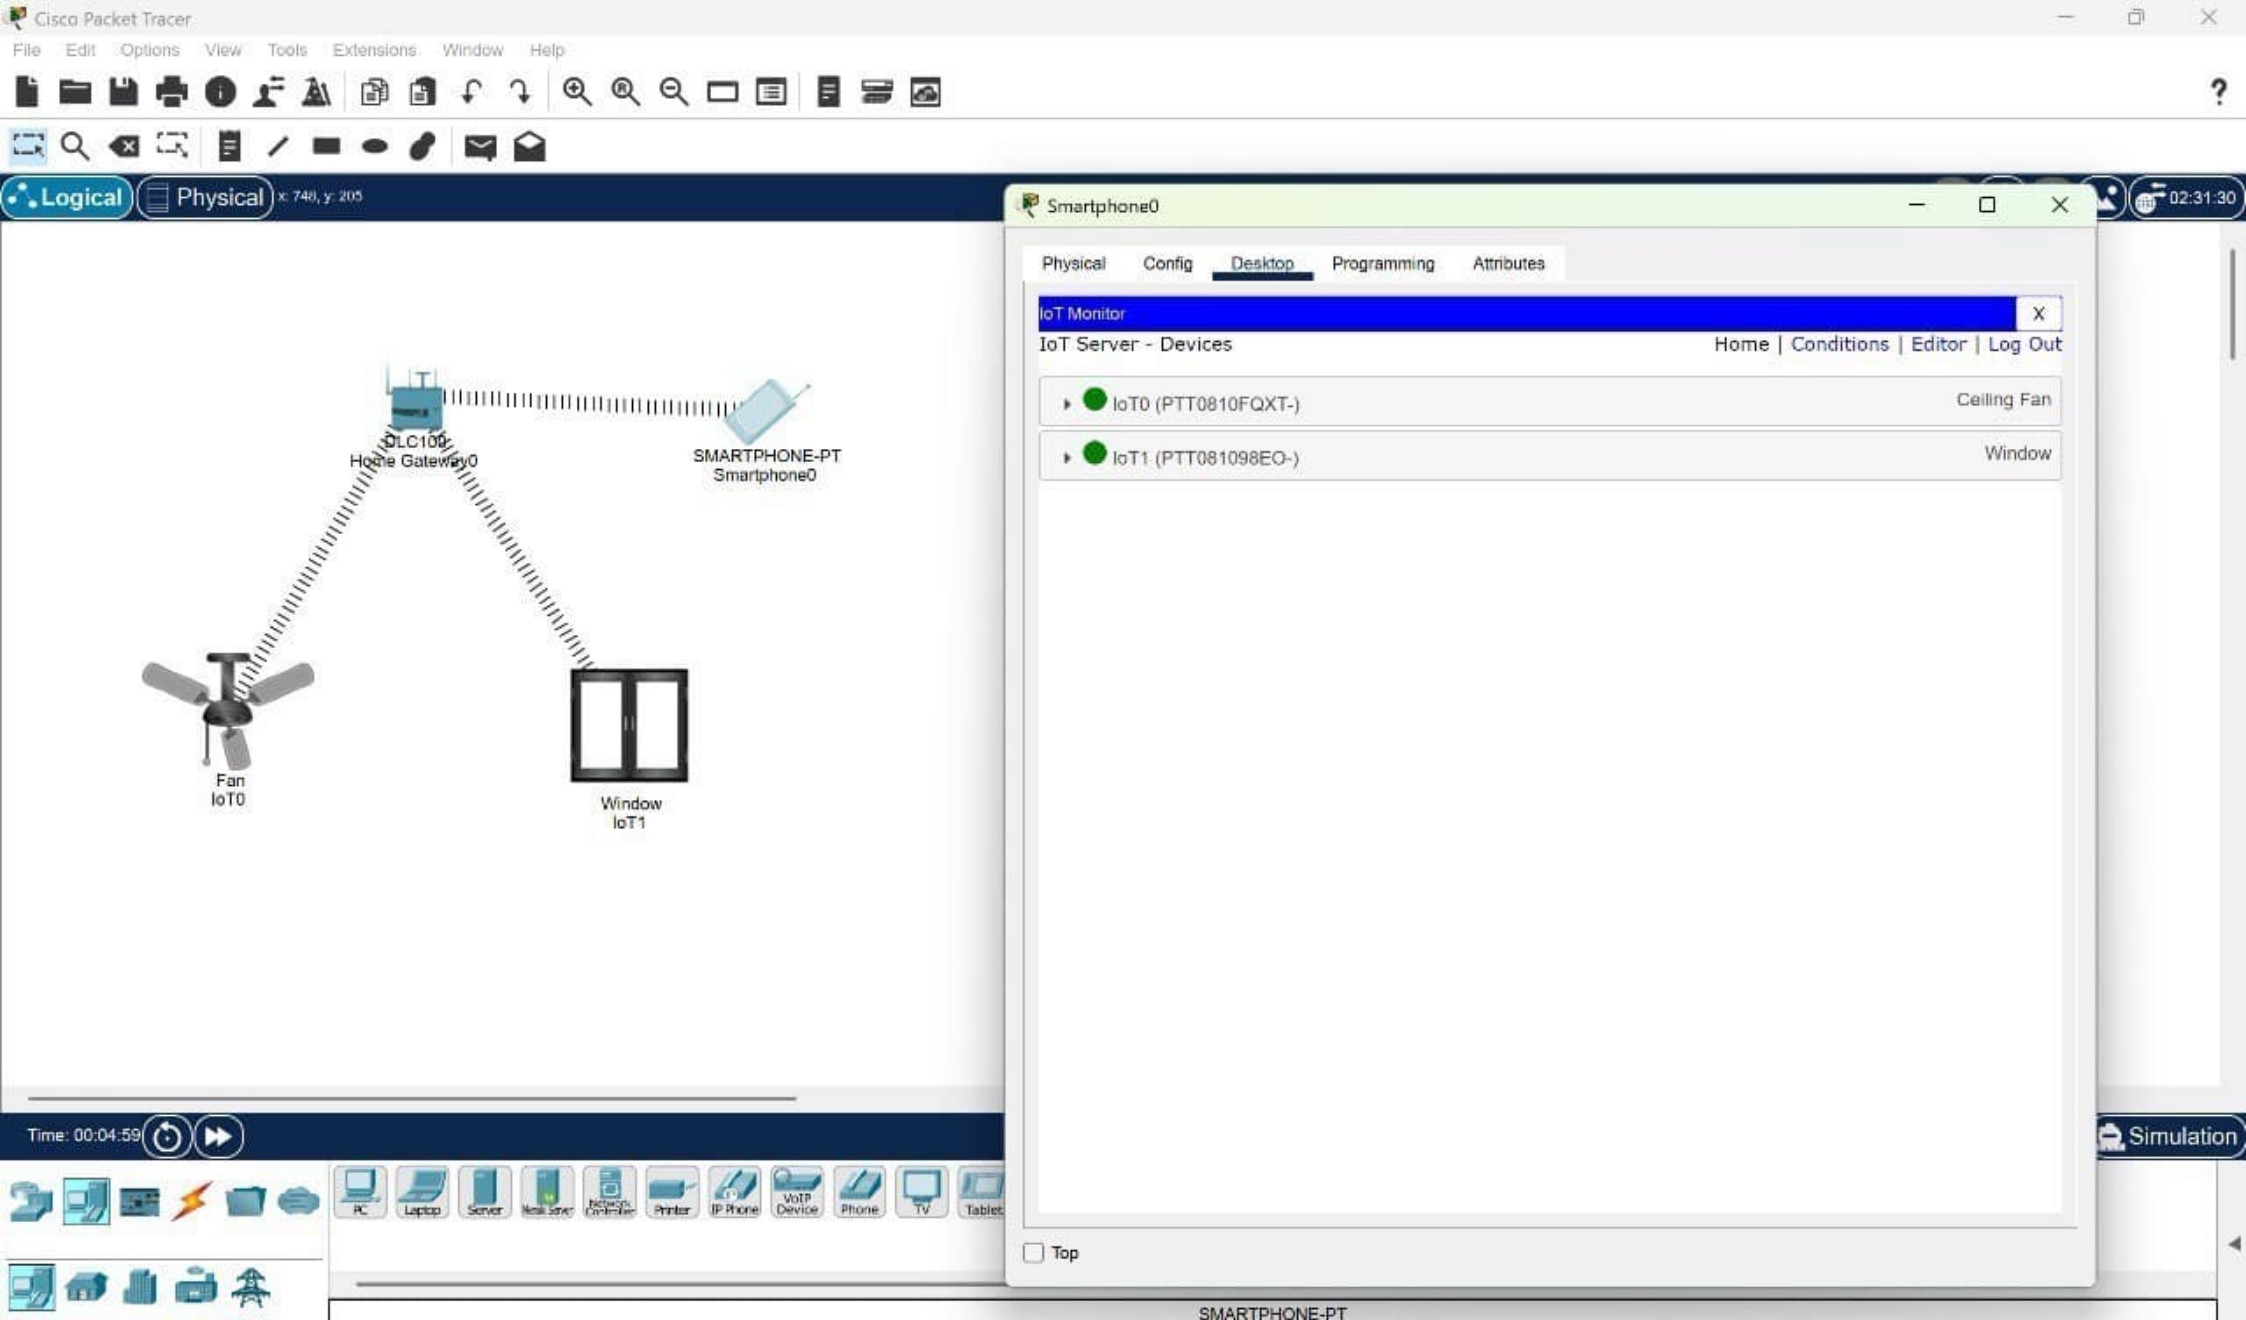 Cisco Packet Tracer
File Edit Options View Tools Extensions Window Help
Logical Physical x: 748, y: 205
02:31:30
Smartphone0
Physical Config Desktop Programming Attributes
IoT Monitor X
IoT Server - Devices Home | Conditions | Editor | Log Out
IoT0 (PTT0810FQXT-) Ceiling Fan
IoT1 (PTT081098EO-) Window
DLC100
Home Gateway0
SMARTPHONE-PT
Smartphone0
Fan
IoT0
Window
IoT1
Top
Time: 00:04:59
Simulation
PC Laptop Server Printer IP Phone VoIP Device Phone TV Tablet
SMARTPHONE-PT